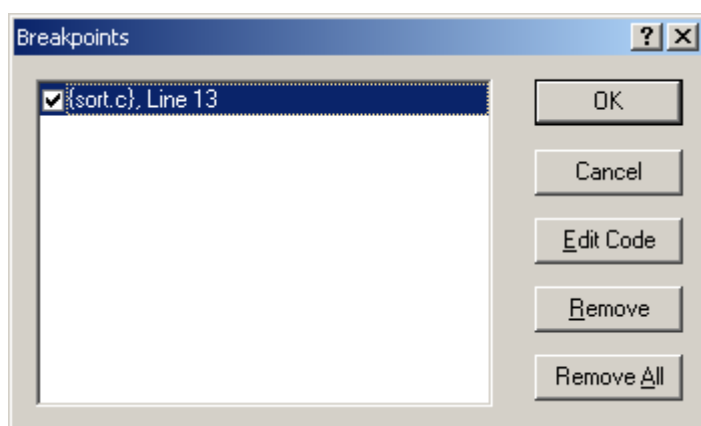 Breakpoints
{sort.c}, Line 13
OK
Cancel
Edit Code
Remove
Remove All